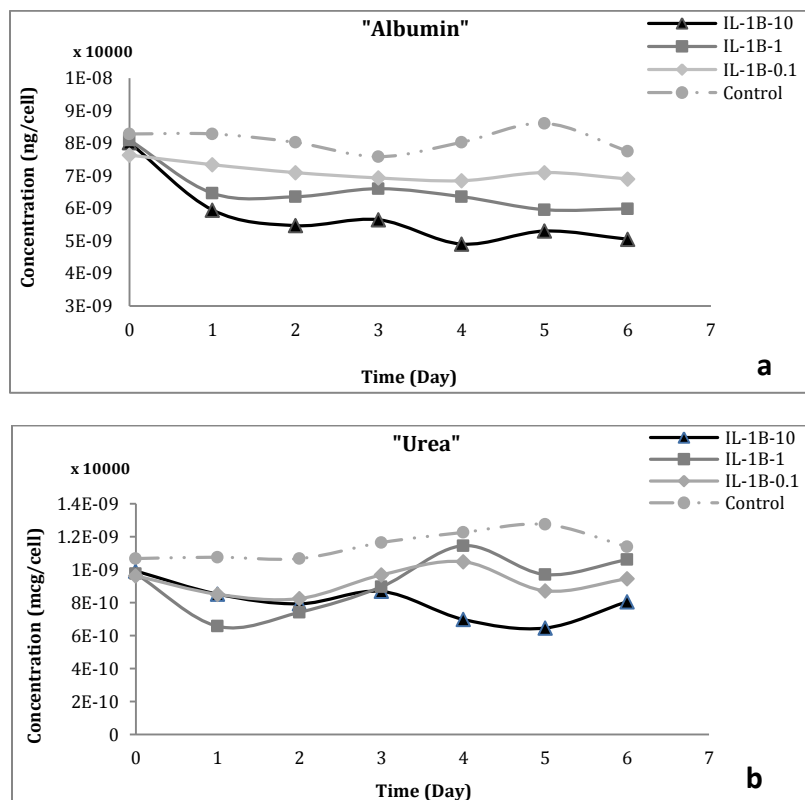 "Albumin"
x 10000
IL-1B-10
IL-1B-1
IL-1B-0.1
Control
Concentration (ng/cell)
1E-08
9E-09
8E-09
7E-09
6E-09
5E-09
4E-09
3E-09
0 1 2 3 4 5 6 7
Time (Day)
a
"Urea"
x 10000
IL-1B-10
IL-1B-1
IL-1B-0.1
Control
Concentration (mcg/cell)
1.4E-09
1.2E-09
1E-09
8E-10
6E-10
4E-10
2E-10
0
0 1 2 3 4 5 6 7
Time (Day)
b